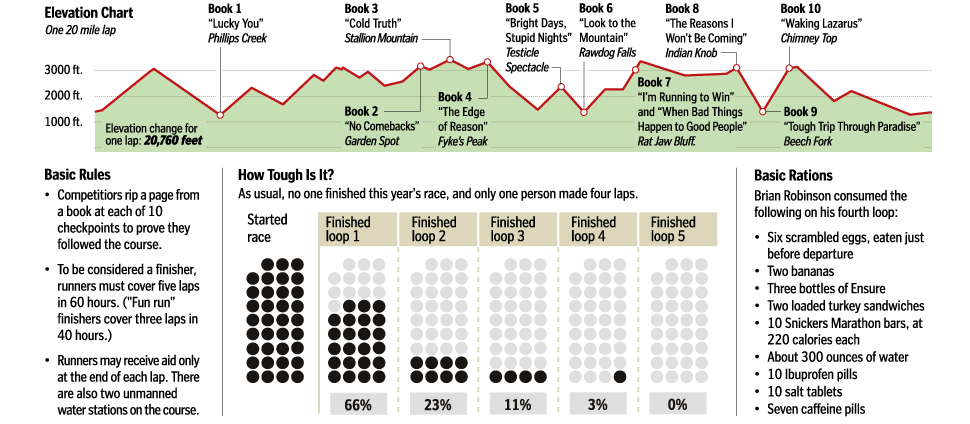 Elevation Chart
One 20 mile lap
3000 ft.
2000 ft.
1000 ft.
Elevation change for
one lap: 20,760 feet
Book 1
“Lucky You”
Phillips Creek
Book 2
“No Comebacks”
Garden Spot
Book 3
“Cold Truth”
Stallion Mountain
Book 4
“The Edge
of Reason”
Fyke’s Peak
Book 5
“Bright Days,
Stupid Nights”
Testicle
Spectacle
Book 6
“Look to the
Mountain”
Rawdog Falls
Book 7
“I’m Running to Win”
and “When Bad Things
Happen to Good People”
Rat Jaw Bluff.
Book 8
“The Reasons I
Won’t Be Coming”
Indian Knob
Book 9
“Tough Trip Through Paradise”
Beech Fork
Book 10
“Waking Lazarus”
Chimney Top
Basic Rules
• Competitors rip a page from
a book at each of 10
checkpoints to prove they
followed the course.
• To be considered a finisher,
runners must cover five laps
in 60 hours. ("Fun run"
finishers cover three laps in
40 hours.)
• Runners may receive aid only
at the end of each lap. There
are also two unmanned
water stations on the course.
How Tough Is It?
As usual, no one finished this year’s race, and only one person made four laps.
Started
race
Finished
loop 1
Finished
loop 2
Finished
loop 3
Finished
loop 4
Finished
loop 5
66%
23%
11%
3%
0%
Basic Rations
Brian Robinson consumed the
following on his fourth loop:
• Six scrambled eggs, eaten just
before departure
• Two bananas
• Three bottles of Ensure
• Two loaded turkey sandwiches
• 10 Snickers Marathon bars, at
220 calories each
• About 300 ounces of water
• 10 Ibuprofen pills
• 10 salt tablets
• Seven caffeine pills